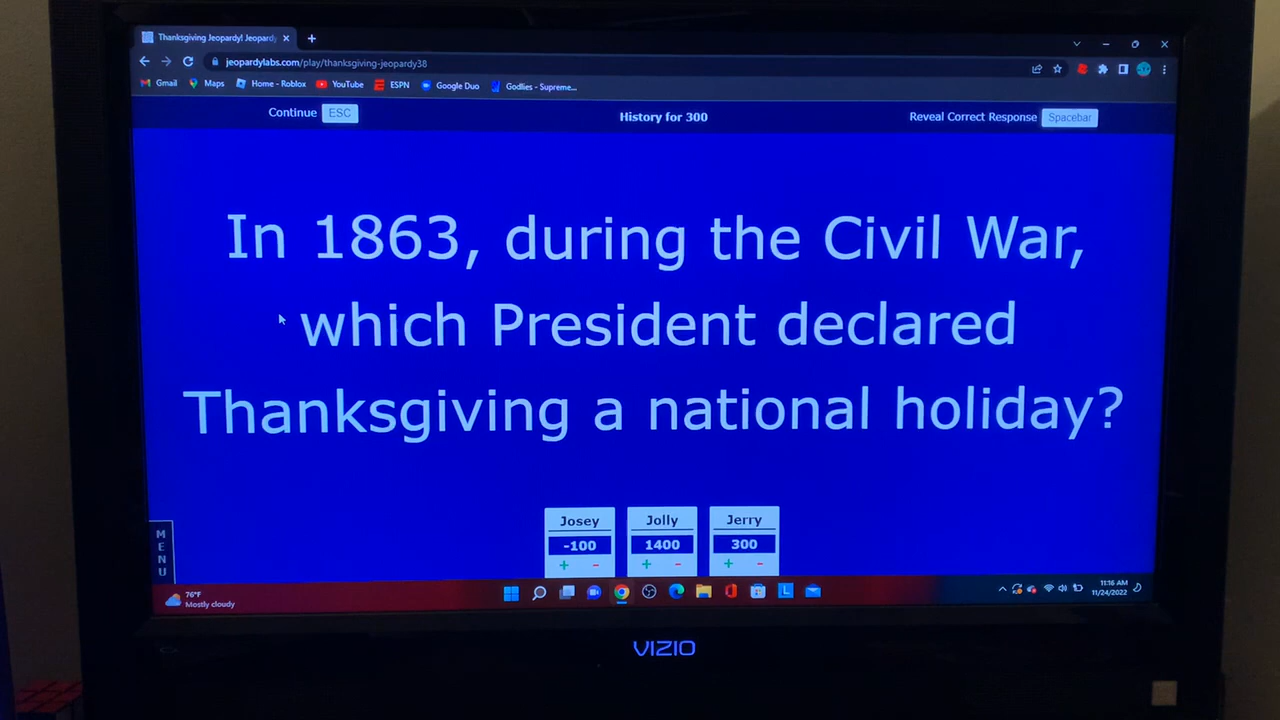 Thanksgiving Jeopardy! Jeopardy
jeopardylabs.com/play/thanksgiving-jeopardy38
Gmail Maps Home - Roblox YouTube ESPN Google Duo Godlies - Supreme...
Continue ESC History for 300 Reveal Correct Response Spacebar
In 1863, during the Civil War,
which President declared
Thanksgiving a national holiday?
MENU
Josey Jolly Jerry
-100 1400 300
+ - + - + -
76°F
Mostly cloudy
11:16 AM
11/24/2022
VIZIO